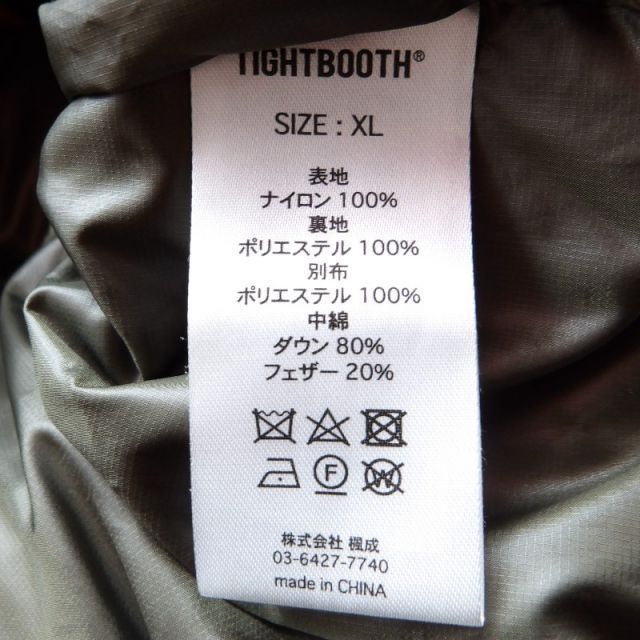 TIGHTBOOTH®
SIZE : XL
表地
ナイロン 100%
裏地
ポリエステル 100%
別布
ポリエステル 100%
中綿
ダウン 80%
フェザー 20%
F W
株式会社 楓成
03-6427-7740
made in CHINA